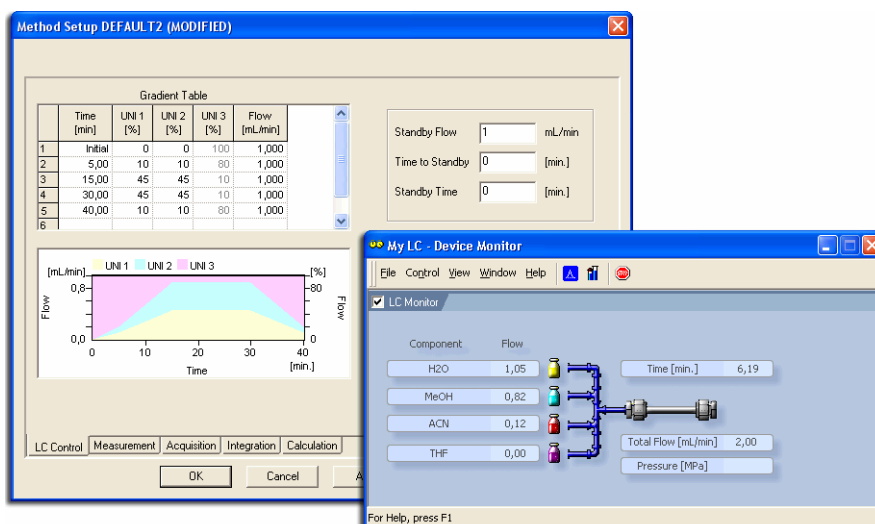 Method Setup DEFAULT2 (MODIFIED)
Gradient Table
Time [min] UNI 1 [%] UNI 2 [%] UNI 3 [%] Flow [mL/min]
1 Initial 0 0 100 1,000
2 5,00 10 10 80 1,000
3 15,00 45 45 10 1,000
4 30,00 45 45 10 1,000
5 40,00 10 10 80 1,000
6
Standby Flow 1 mL/min
Time to Standby 0 [min.]
Standby Time 0 [min.]
[mL/min] UNI 1 UNI 2 UNI 3 [%]
0,8 80
Flow Flow
0,0 0
0 10 20 30 40
Time [min.]
LC Control Measurement Acquisition Integration Calculation
OK Cancel A
My LC - Device Monitor
File Control View Window Help
LC Monitor
Component Flow
H2O 1,05 Time [min.] 6,19
MeOH 0,82
ACN 0,12
THF 0,00
Total Flow [mL/min] 2,00
Pressure [MPa]
For Help, press F1